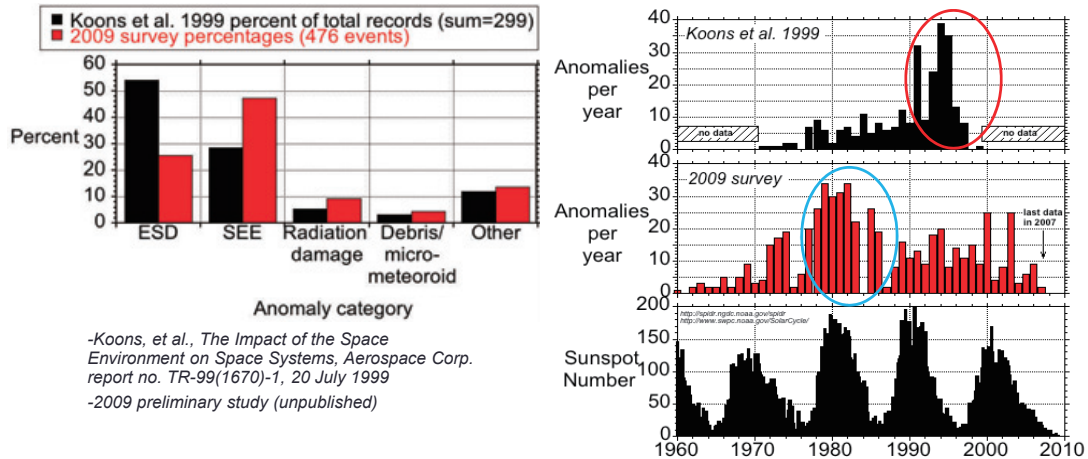 Koons et al. 1999 percent of total records (sum=299)
2009 survey percentages (476 events)
60
50
40
30
20
10
0
Percent
ESD
SEE
Radiation
damage
Debris/
micro-
meteoroid
Other
Anomaly category
-Koons, et al., The Impact of the Space
Environment on Space Systems, Aerospace Corp.
report no. TR-99(1670)-1, 20 July 1999
-2009 preliminary study (unpublished)
40
30
20
10
0
Anomalies
per
year
Koons et al. 1999
no data
no data
40
30
20
10
0
Anomalies
per
year
2009 survey
last data
in 2007
200
150
100
50
0
Sunspot
Number
http://spidr.ngdc.noaa.gov/spidr
http://www.swpc.noaa.gov/SolarCycle/
1960
1970
1980
1990
2000
2010